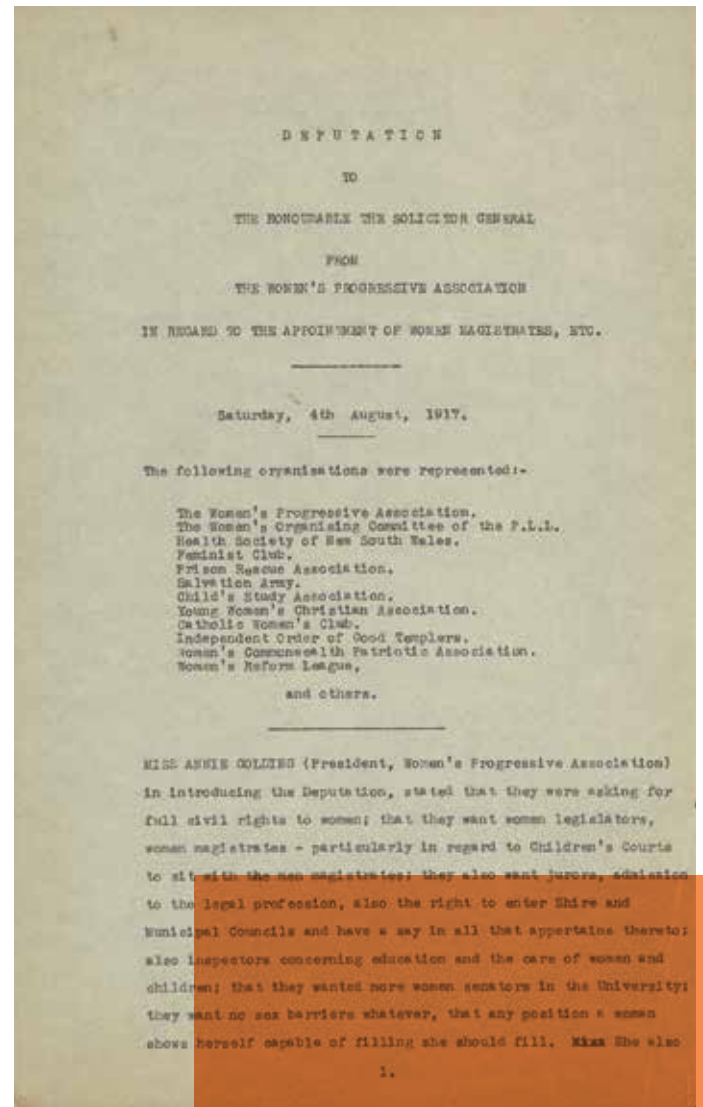 DEPUTATION
TO
THE HONOURABLE THE SOLICITOR GENERAL
FROM
THE WOMEN'S PROGRESSIVE ASSOCIATION
IN REGARD TO THE APPOINTMENT OF WOMEN MAGISTRATES, ETC.
Saturday, 4th August, 1917.
The following organisations were represented:-
The Women's Progressive Association.
The Women's Organising Committee of the P.L.L.
Health Society of New South Wales.
Feminist Club.
Prison Rescue Association.
Salvation Army.
Child's Study Association.
Young Women's Christian Association.
Catholic Women's Club.
Independent Order of Good Templers.
Women's Commonwealth Patriotic Association.
Women's Reform League,
and others.
MISS ANNIE GOLDING (President, Women's Progressive Association)
in introducing the Deputation, stated that they were asking for
full civil rights to women; that they want women legislators,
women magistrates - particularly in regard to Children's Courts
to sit with the men magistrates; they also want jurors, admission
to the legal profession, also the right to enter Shire and
Municipal Councils and have a say in all that appertains thereto;
also inspectors concerning education and the care of women and
children; that they wanted more women senators in the University;
they want no sex barriers whatever, that any position a woman
shows herself capable of filling she should fill. She also
1.